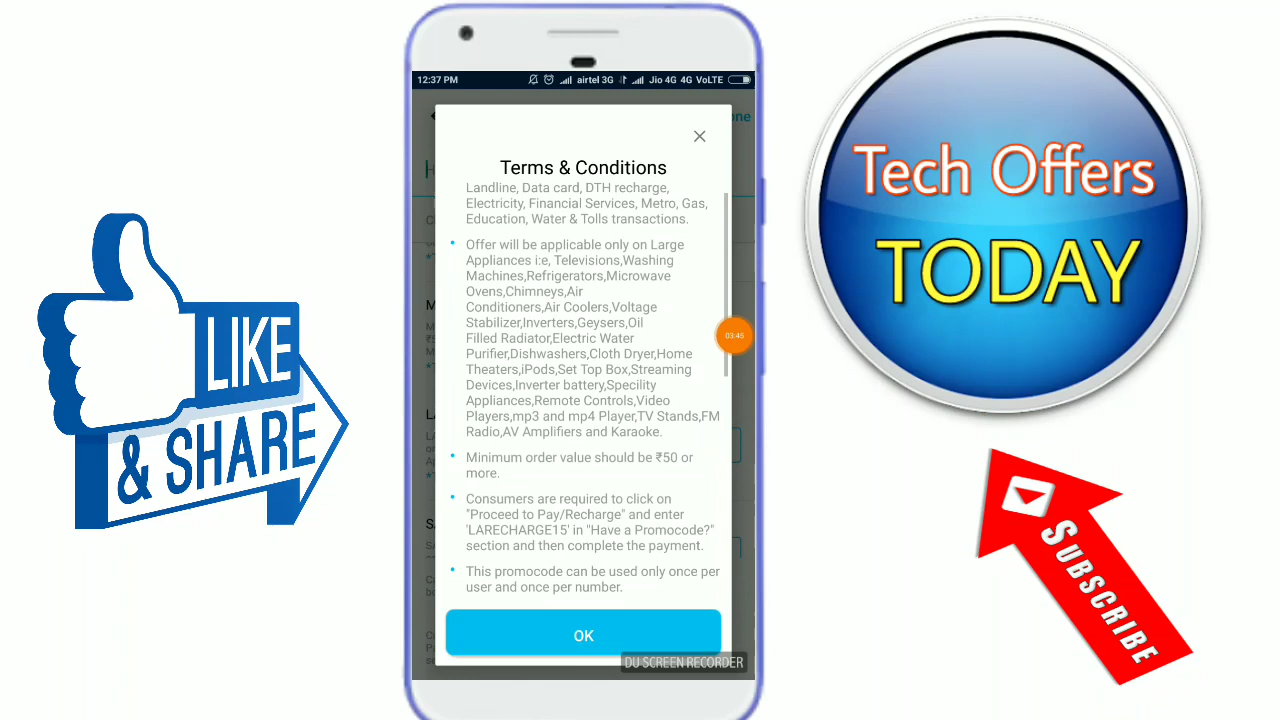 LIKE
& SHARE
12:37 PM
airtel 3G
Jio 4G 4G VoLTE
Terms & Conditions
Landline, Data card, DTH recharge,
Electricity, Financial Services, Metro, Gas,
Education, Water & Tolls transactions.
Offer will be applicable only on Large
Appliances i:e, Televisions,Washing
Machines,Refrigerators,Microwave
Ovens,Chimneys,Air
Conditioners,Air Coolers,Voltage
Stabilizer,Inverters,Geysers,Oil
Filled Radiator,Electric Water
Purifier,Dishwashers,Cloth Dryer,Home
Theaters,iPods,Set Top Box,Streaming
Devices,Inverter battery,Specility
Appliances,Remote Controls,Video
Players,mp3 and mp4 Player,TV Stands,FM
Radio,AV Amplifiers and Karaoke.
Minimum order value should be ₹50 or
more.
Consumers are required to click on
"Proceed to Pay/Recharge" and enter
'LARECHARGE15' in "Have a Promocode?"
section and then complete the payment.
This promocode can be used only once per
user and once per number.
OK
03:45
DU SCREEN RECORDER
Tech Offers
TODAY
SUBSCRIBE